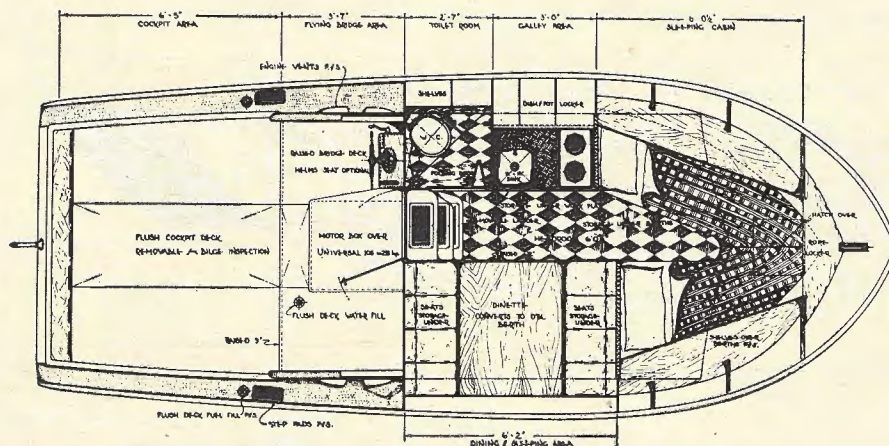 6'-5"
COCKPIT AREA
3'-7"
FLYING BRIDGE AREA
2'-7"
TOILET ROOM
3'-0"
GALLEY AREA
6' 0½"
SLEEPING CABIN
ENGINE VENTS P/S.
SHELVES
DISH/POT LOCKER
RAISED BRIDGE DECK
HELMS SEAT OPTIONAL
W.C.
SINK
HATCH OVER
ROPE
LOCKER
FLUSH COCKPIT DECK
REMOVABLE for BILGE INSPECTION
MOTOR BOX OVER
UNIVERSAL
FLUSH DECK WATER FILL
SEATS
STORAGE
UNDER
DINETTE
CONVERTS TO DBL
BERTH
SEATS
STORAGE
UNDER
SHELVES OVER
BERTHS P/S.
RAISED 9"
FLUSH DECK FUEL FILL P/S
STEP PADS P/S.
6'-2"
DINING / SLEEPING AREA